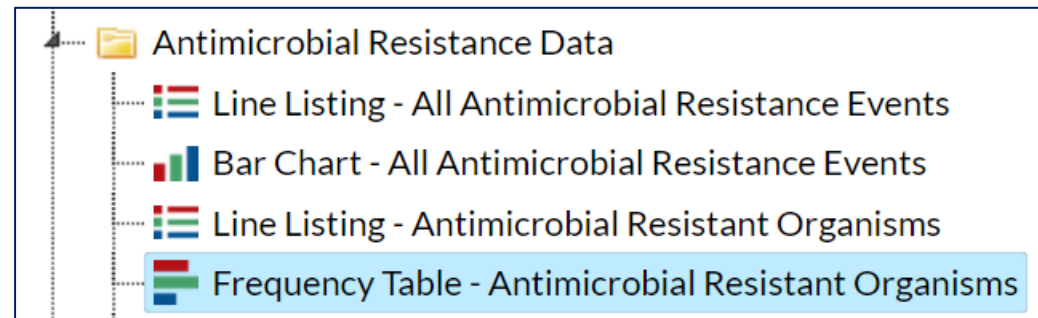 Antimicrobial Resistance Data
Line Listing - All Antimicrobial Resistance Events
Bar Chart - All Antimicrobial Resistance Events
Line Listing - Antimicrobial Resistant Organisms
Frequency Table - Antimicrobial Resistant Organisms